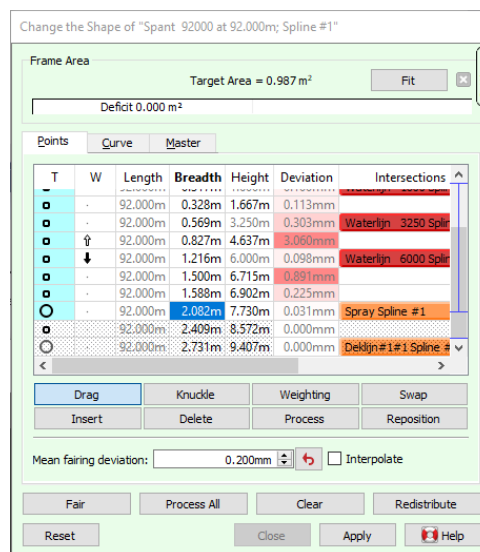 Change the Shape of "Spant 92000 at 92.000m; Spline #1"
Frame Area
Target Area = 0.987 m²
Fit
Deficit 0.000 m²
Points Curve Master
T W Length Breadth Height Deviation Intersections
92.000m 0.328m 1.667m 0.113mm
92.000m 0.569m 3.250m 0.303mm Waterlijn 3250 Splin
92.000m 0.827m 4.637m 3.060mm
92.000m 1.216m 6.000m 0.098mm Waterlijn 6000 Splin
92.000m 1.500m 6.715m 0.891mm
92.000m 1.588m 6.902m 0.225mm
92.000m 2.082m 7.730m 0.031mm Spray Spline #1
92.000m 2.409m 8.572m 0.000mm
92.000m 2.731m 9.407m 0.000mm Deklijn#1#1 Spline #
Drag Knuckle Weighting Swap
Insert Delete Process Reposition
Mean fairing deviation: 0.200mm Interpolate
Fair Process All Clear Redistribute
Reset Close Apply Help